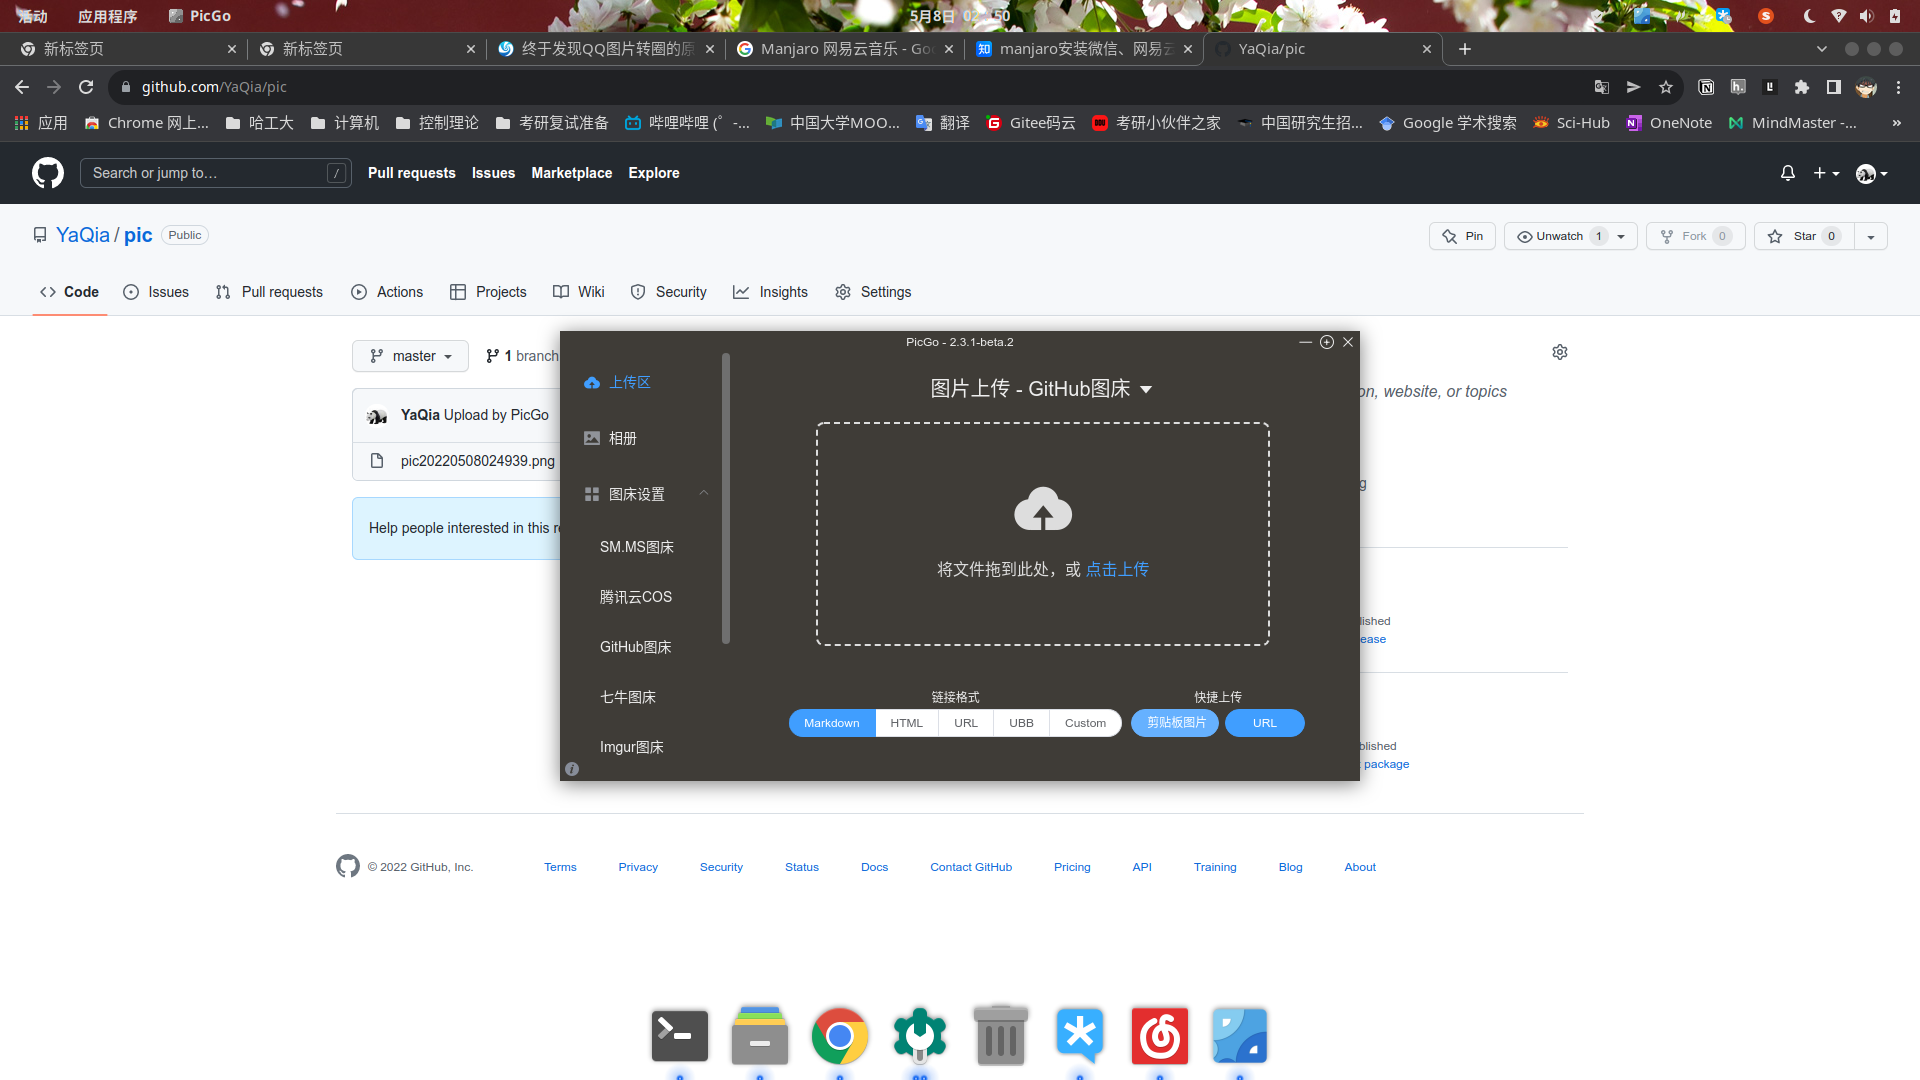 活动 应用程序 PicGo 5月8日
新标签页 新标签页 终于发现QQ图片转圈的原 Manjaro 网易云音乐 - Goo manjaro安装微信、网易云 YaQia/pic
github.com/YaQia/pic
应用 Chrome 网上... 哈工大 计算机 控制理论 考研复试准备 哔哩哔哩 (゜-... 中国大学MOO... 翻译 Gitee码云 考研小伙伴之家 中国研究生招... Google 学术搜索 Sci-Hub OneNote MindMaster -... »
Search or jump to… / Pull requests Issues Marketplace Explore
YaQia / pic Public Pin Unwatch 1 Fork 0 Star 0
Code Issues Pull requests Actions Projects Wiki Security Insights Settings
PicGo - 2.3.1-beta.2
master 1 branch
上传区
图片上传 - GitHub图床
on, website, or topics
YaQia Upload by PicGo
相册
pic20220508024939.png
图床设置
g
Help people interested in this re
SM.MS图床
将文件拖到此处，或 点击上传
腾讯云COS
lished
ease
GitHub图床
七牛图床
链接格式 快捷上传
Markdown HTML URL UBB Custom 剪贴板图片 URL
Imgur图床
blished
package
© 2022 GitHub, Inc. Terms Privacy Security Status Docs Contact GitHub Pricing API Training Blog About